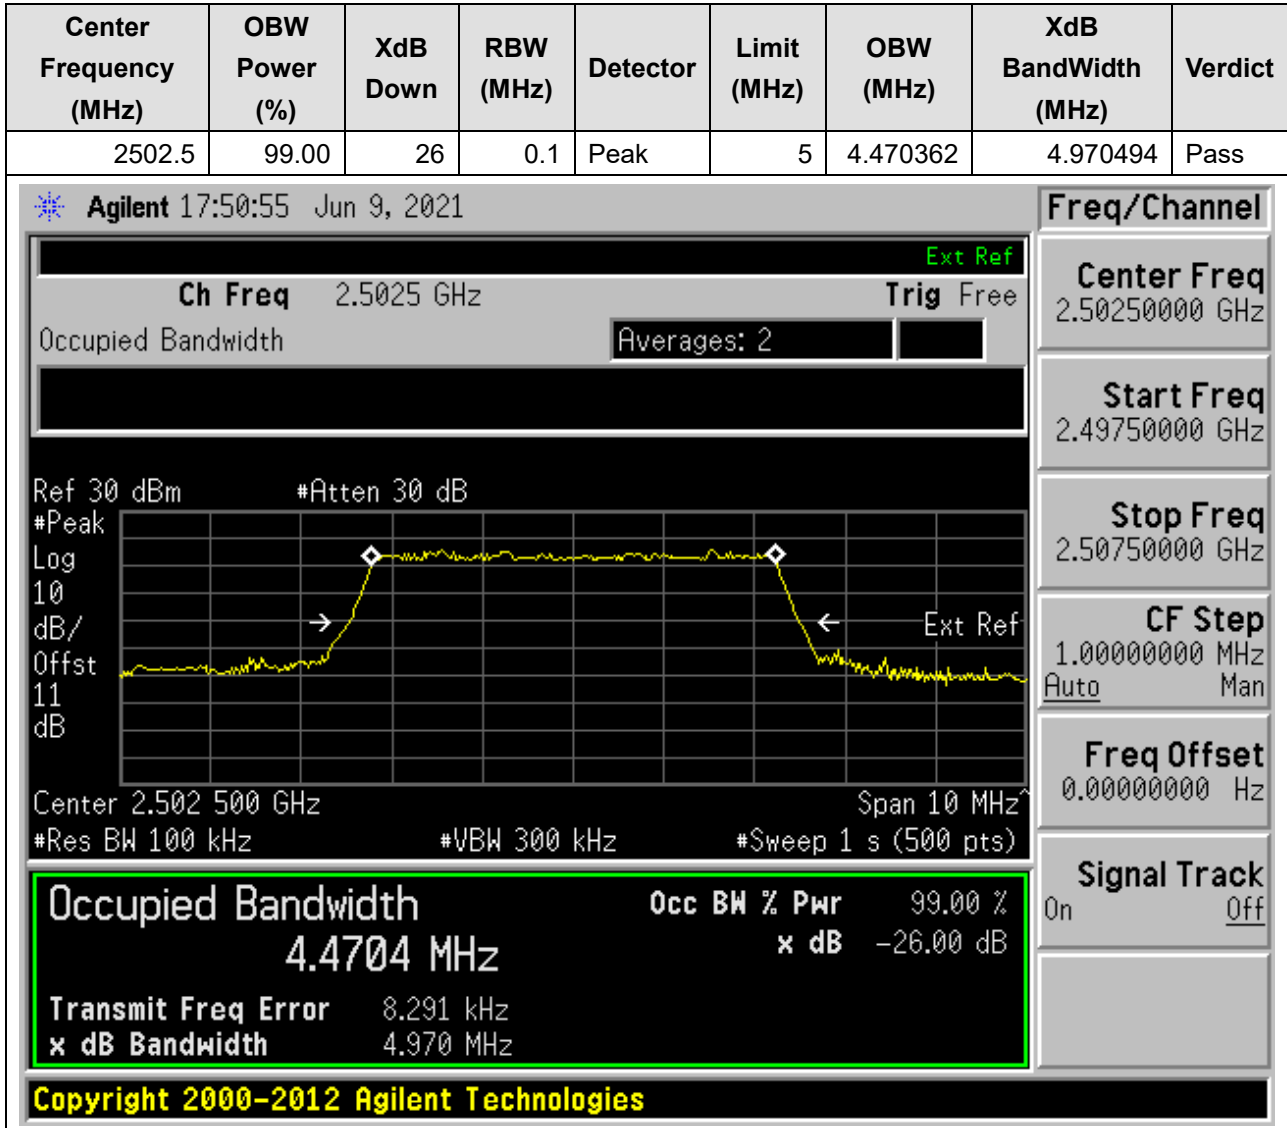 Center Frequency (MHz) OBW Power (%) XdB Down RBW (MHz) Detector Limit (MHz) OBW (MHz) XdB BandWidth (MHz) Verdict
2502.5 99.00 26 0.1 Peak 5 4.470362 4.970494 Pass
Agilent 17:50:55 Jun 9, 2021
Freq/Channel
Ext Ref
Ch Freq 2.5025 GHz Trig Free
Occupied Bandwidth Averages: 2
Center Freq
2.50250000 GHz
Start Freq
2.49750000 GHz
Stop Freq
2.50750000 GHz
CF Step
1.00000000 MHz
Auto Man
Freq Offset
0.00000000 Hz
Signal Track
On Off
Ref 30 dBm #Atten 30 dB
#Peak
Log
10
dB/
Offst
11
dB
Ext Ref
Center 2.502 500 GHz Span 10 MHz^
#Res BW 100 kHz #VBW 300 kHz #Sweep 1 s (500 pts)
Occupied Bandwidth
4.4704 MHz
Occ BW % Pwr 99.00 %
x dB -26.00 dB
Transmit Freq Error 8.291 kHz
x dB Bandwidth 4.970 MHz
Copyright 2000-2012 Agilent Technologies